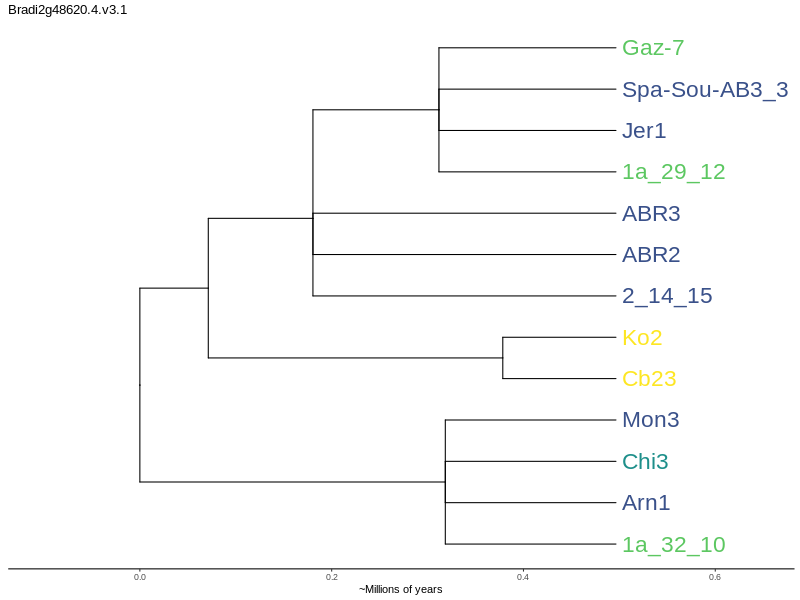 Bradi2g48620.4.v3.1
Gaz-7
Spa-Sou-AB3_3
Jer1
1a_29_12
ABR3
ABR2
2_14_15
Ko2
Cb23
Mon3
Chi3
Arn1
1a_32_10
0.0 0.2 0.4 0.6
~Millions of years